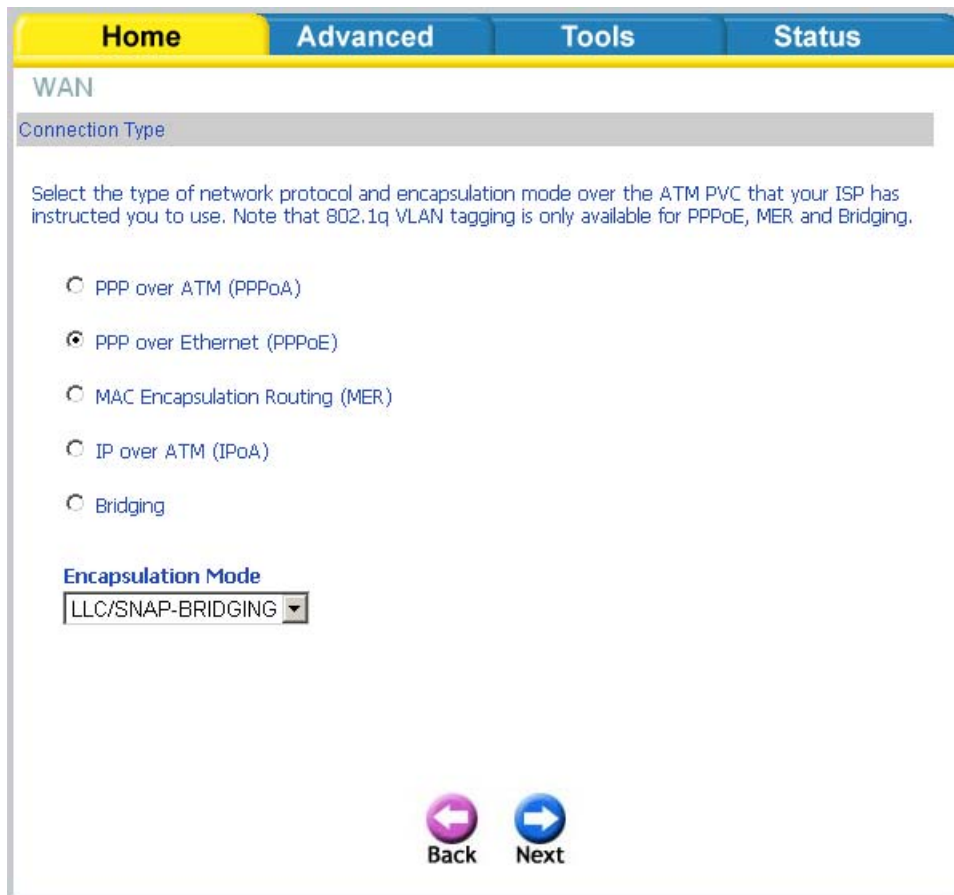 Home Advanced Tools Status
WAN
Connection Type
Select the type of network protocol and encapsulation mode over the ATM PVC that your ISP has
instructed you to use. Note that 802.1q VLAN tagging is only available for PPPoE, MER and Bridging.
PPP over ATM (PPPoA)
PPP over Ethernet (PPPoE)
MAC Encapsulation Routing (MER)
IP over ATM (IPoA)
Bridging
Encapsulation Mode
LLC/SNAP-BRIDGING
Back Next